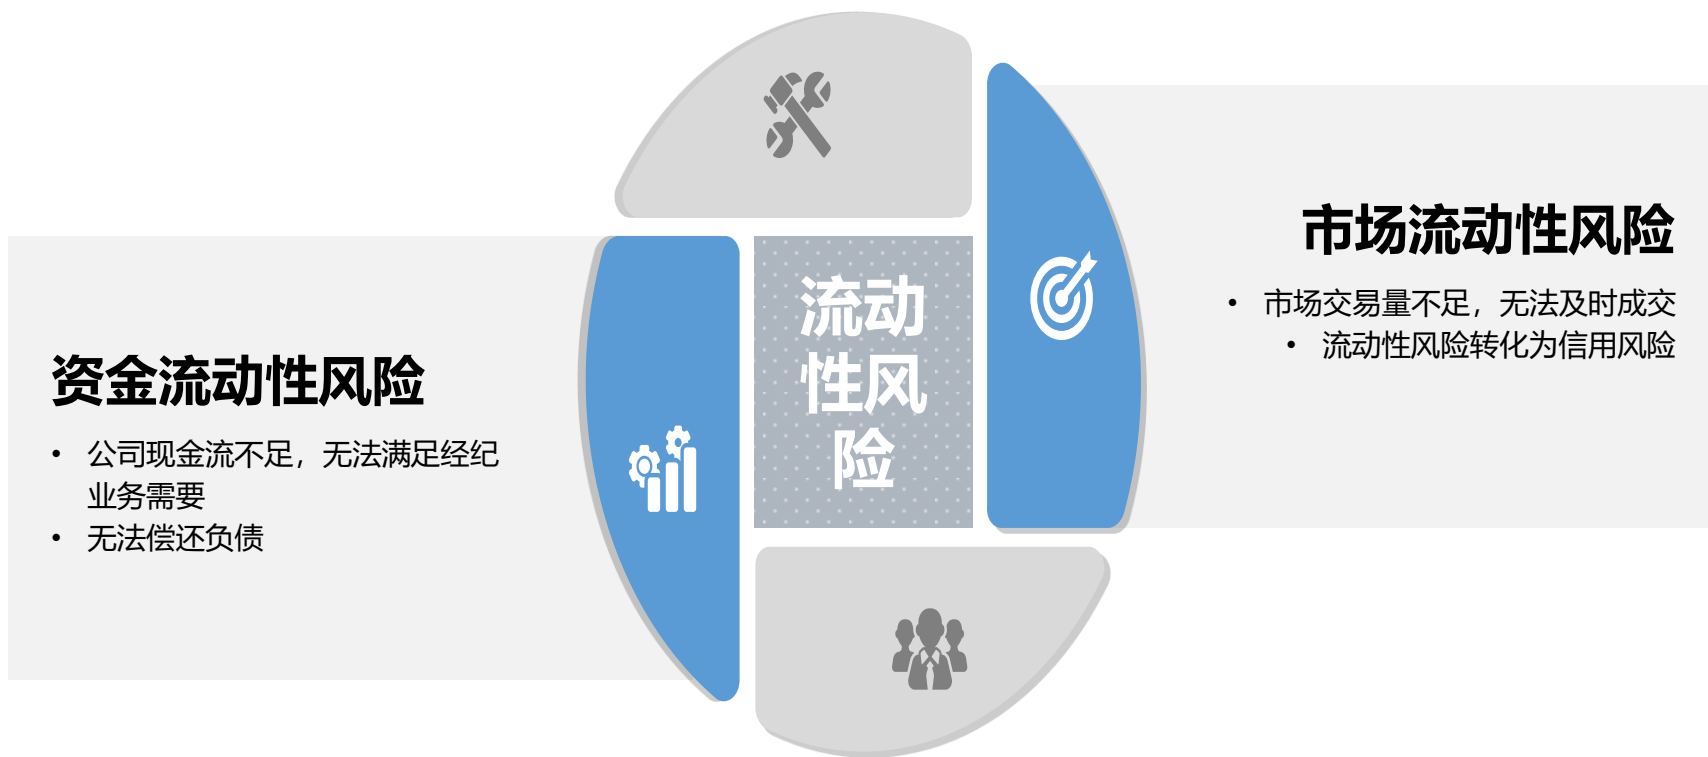 资金流动性风险
• 公司现金流不足，无法满足经纪
业务需要
• 无法偿还负债
流动
性风
险
市场流动性风险
• 市场交易量不足，无法及时成交
• 流动性风险转化为信用风险